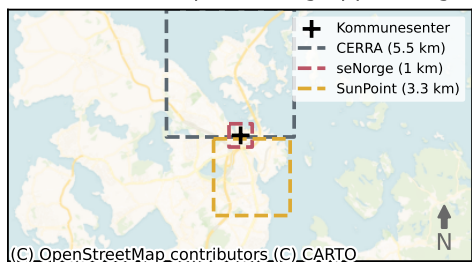 Kommunesenter
CERRA (5.5 km)
seNorge (1 km)
SunPoint (3.3 km)
N
(C) OpenStreetMap contributors (C) CARTO